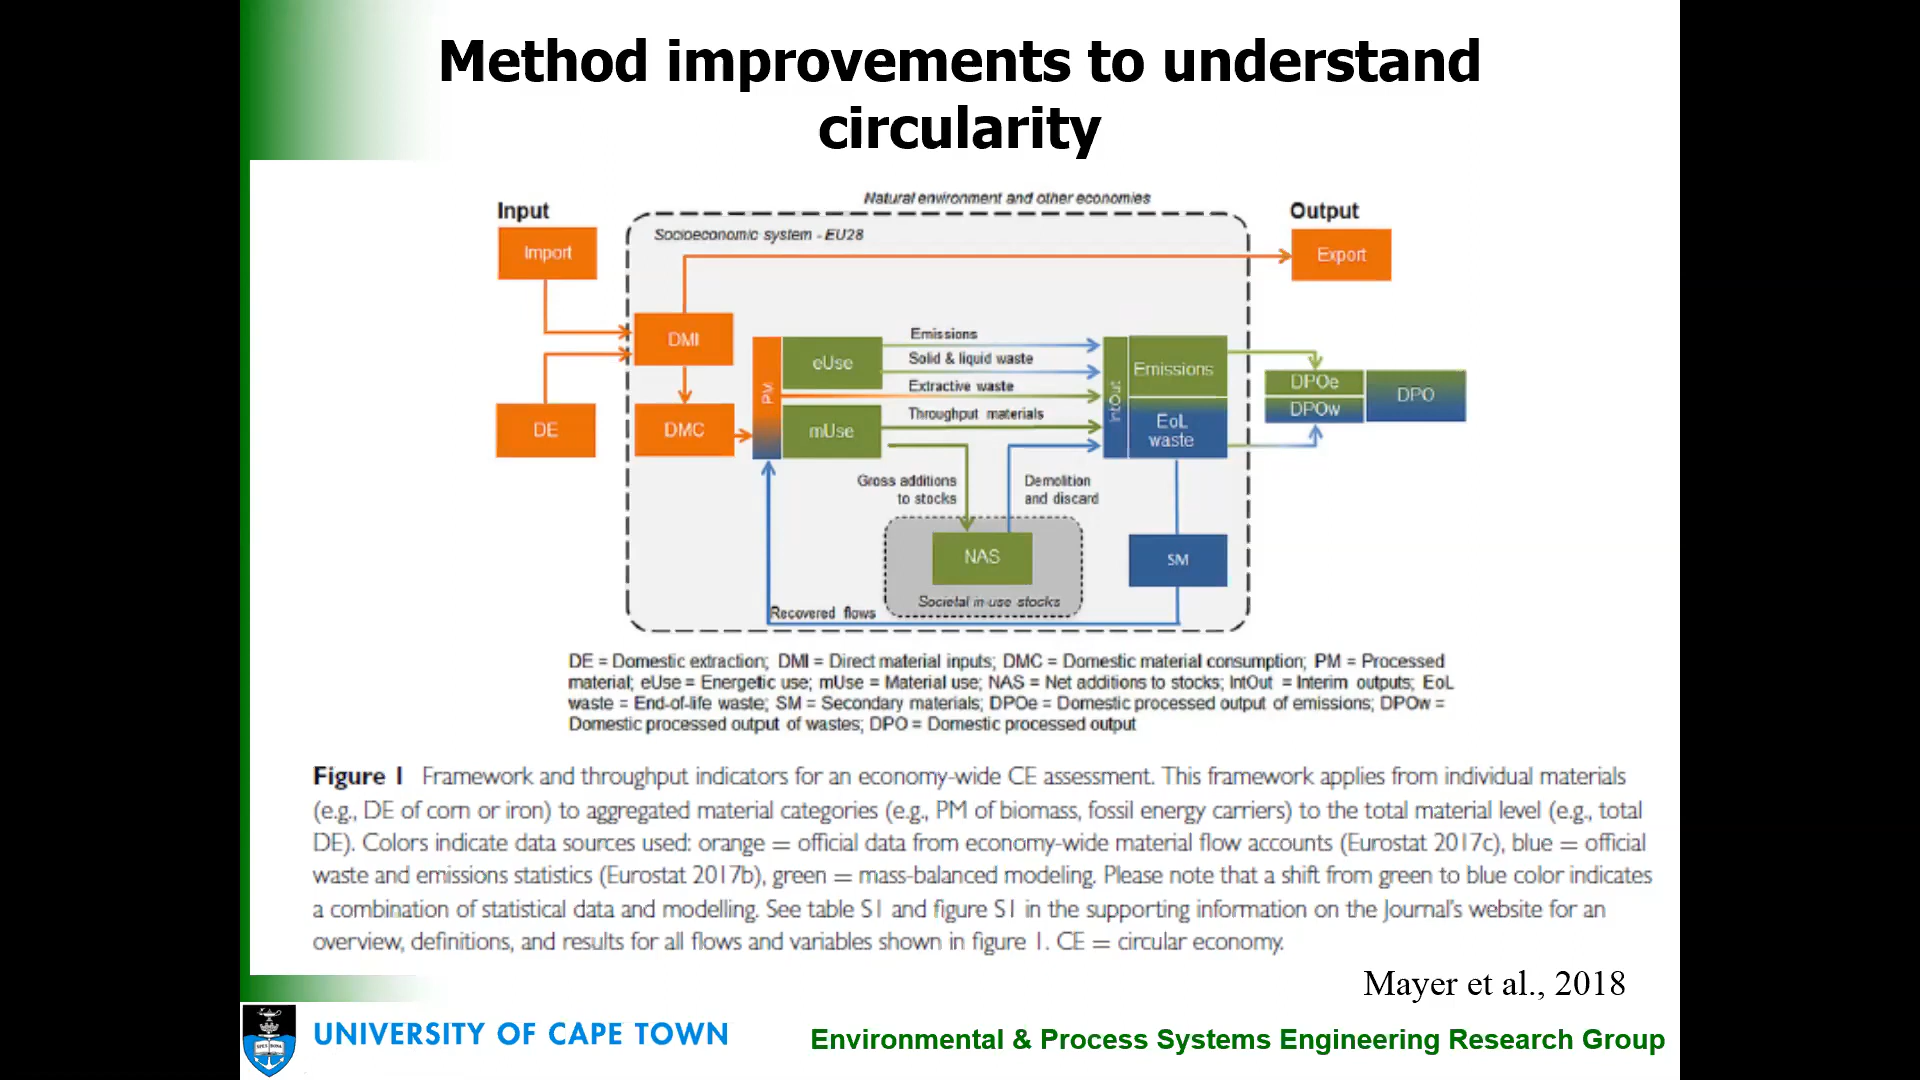 Method improvements to understand
circularity
Natural environment and other economies
Input
Output
Socioeconomic system - EU28
Import
Export
DMI
DE
DMC
PM
eUse
mUse
Emissions
Solid & liquid waste
Extractive waste
Throughput materials
IntOut
Emissions
EoL
waste
DPOe
DPOw
DPO
Gross additions
to stocks
Demolition
and discard
NAS
Societal in-use stocks
SM
Recovered flows
DE = Domestic extraction; DMI = Direct material inputs; DMC = Domestic material consumption; PM = Processed
material; eUse = Energetic use; mUse = Material use; NAS = Net additions to stocks; IntOut = Interim outputs; EoL
waste = End-of-life waste; SM = Secondary materials; DPOe = Domestic processed output of emissions; DPOw =
Domestic processed output of wastes; DPO = Domestic processed output
Figure 1 Framework and throughput indicators for an economy-wide CE assessment. This framework applies from individual materials
(e.g., DE of corn or iron) to aggregated material categories (e.g., PM of biomass, fossil energy carriers) to the total material level (e.g., total
DE). Colors indicate data sources used: orange = official data from economy-wide material flow accounts (Eurostat 2017c), blue = official
waste and emissions statistics (Eurostat 2017b), green = mass-balanced modeling. Please note that a shift from green to blue color indicates
a combination of statistical data and modelling. See table S1 and figure S1 in the supporting information on the Journal's website for an
overview, definitions, and results for all flows and variables shown in figure 1. CE = circular economy.
Mayer et al., 2018
UNIVERSITY OF CAPE TOWN
Environmental & Process Systems Engineering Research Group